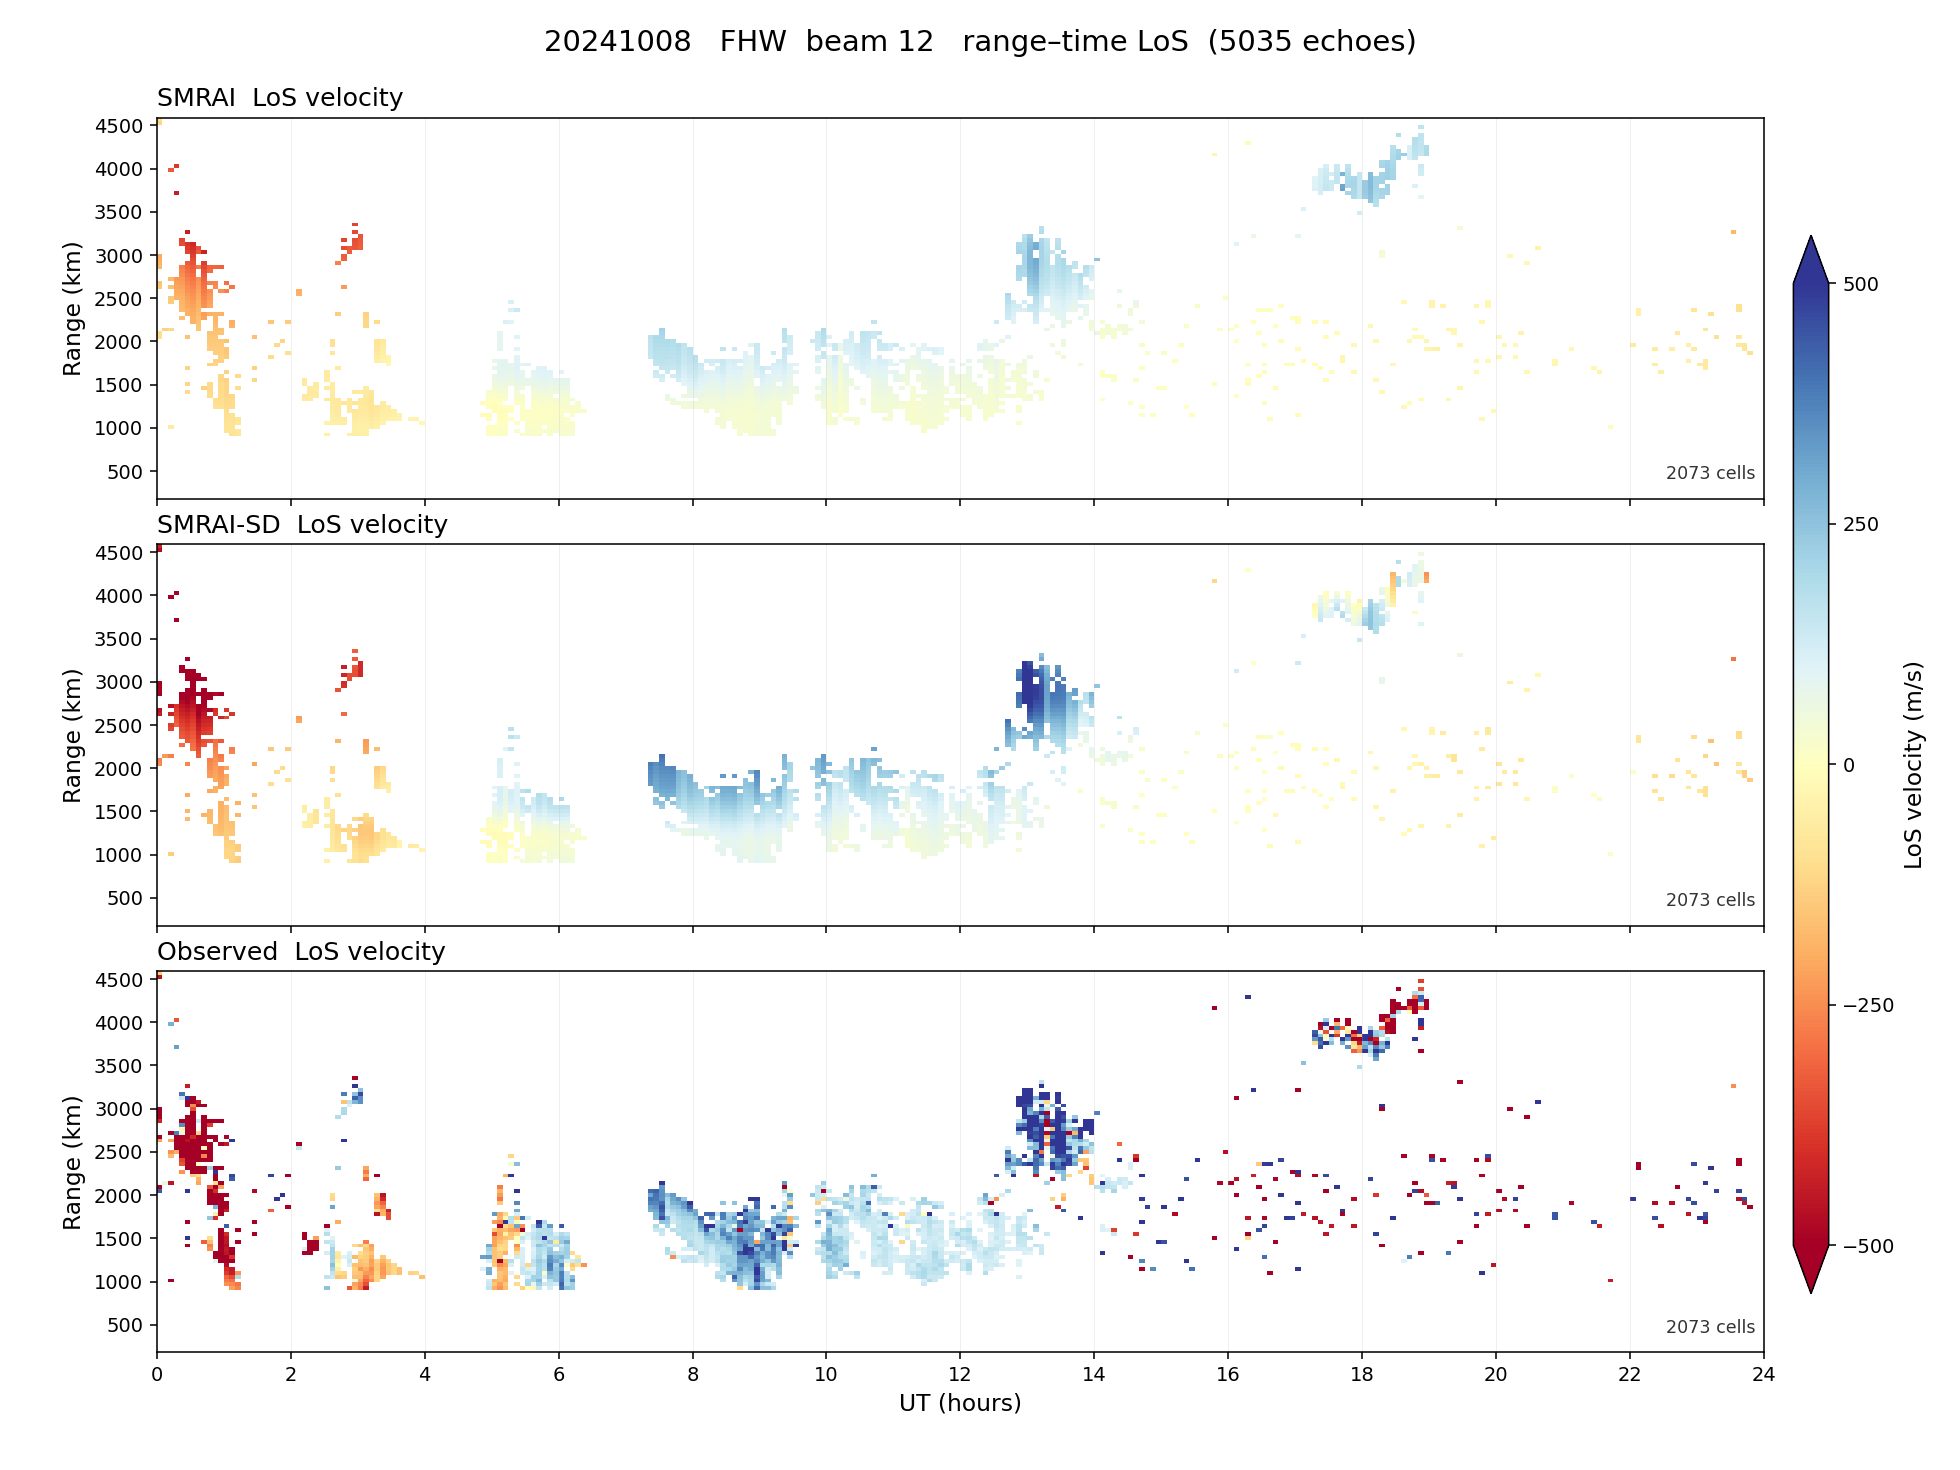 20241008   FHW  beam 12   range–time LoS  (5035 echoes)
SMRAI  LoS velocity
4500
4000
3500
3000
2500
2000
1500
1000
500
Range (km)
2073 cells
SMRAI-SD  LoS velocity
4500
4000
3500
3000
2500
2000
1500
1000
500
Range (km)
2073 cells
Observed  LoS velocity
4500
4000
3500
3000
2500
2000
1500
1000
500
Range (km)
2073 cells
0 2 4 6 8 10 12 14 16 18 20 22 24
UT (hours)
500
250
0
−250
−500
LoS velocity (m/s)